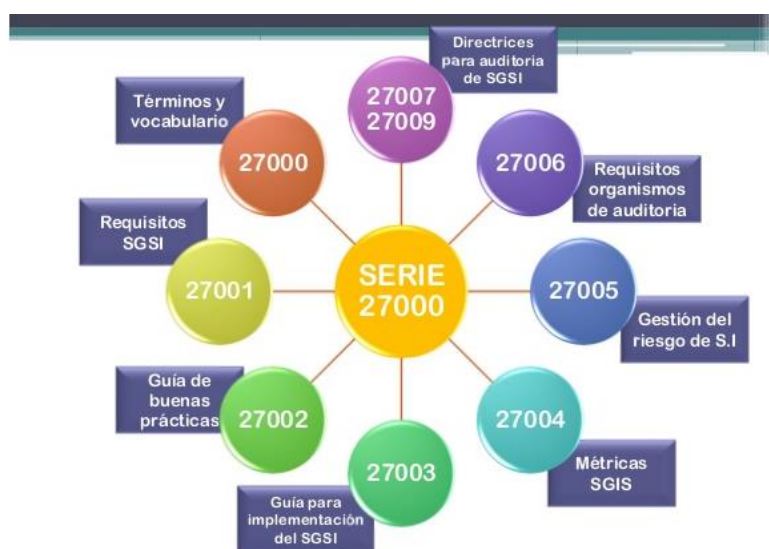 Directrices
para auditoria
de SGSI
27007
27009
Términos y
vocabulario
27000
27006
Requisitos
organismos
de auditoria
Requisitos
SGSI
27001
SERIE
27000
27005
Gestión del
riesgo de S.I
Guía de
buenas
prácticas
27002
27004
Métricas
SGIS
27003
Guía para
implementación
del SGSI